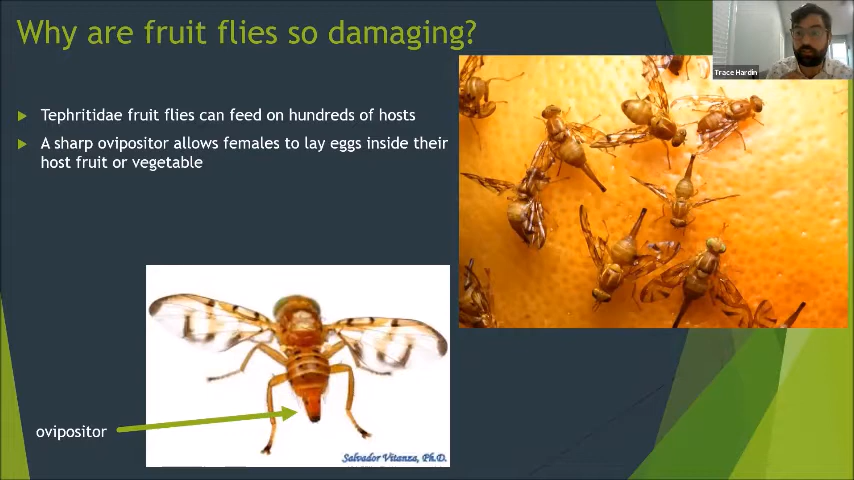 Why are fruit flies so damaging?
Trace Hardin
Tephritidae fruit flies can feed on hundreds of hosts
A sharp ovipositor allows females to lay eggs inside their
host fruit or vegetable
ovipositor
Salvador Vitanza, Ph.D.